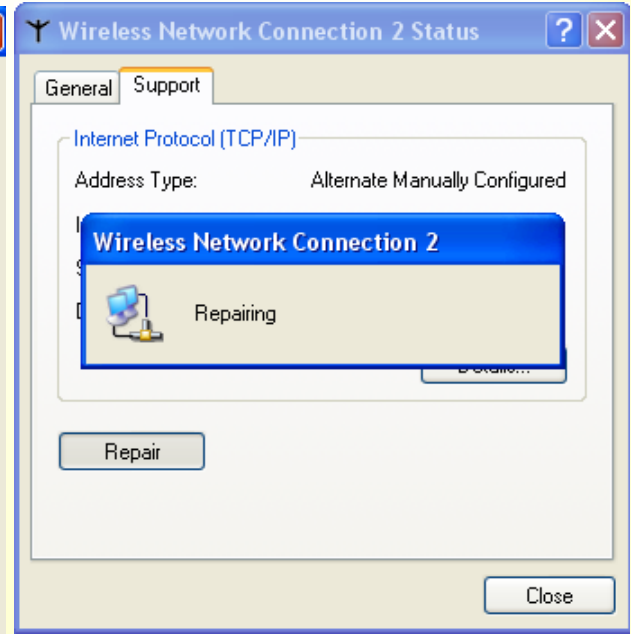 Wireless Network Connection 2 Status
General Support
Internet Protocol (TCP/IP)
Address Type: Alternate Manually Configured
Wireless Network Connection 2
Repairing
Repair
Close